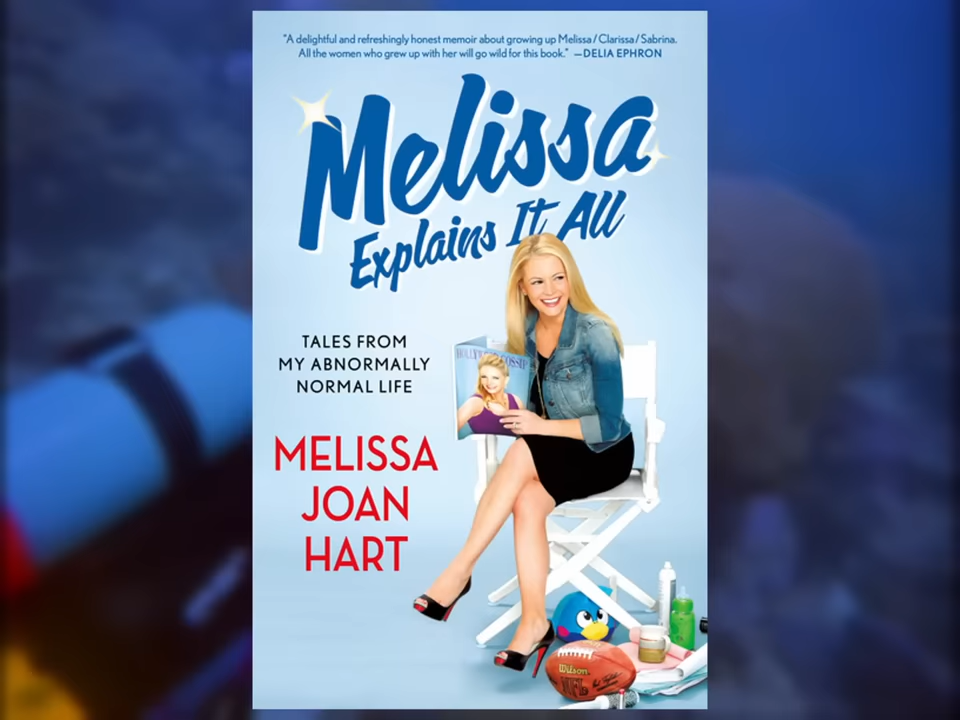 "A delightful and refreshingly honest memoir about growing up Melissa/Clarissa/Sabrina.
All the women who grew up with her will go wild for this book." —DELIA EPHRON
Melissa
Explains It All
TALES FROM
MY ABNORMALLY
NORMAL LIFE
HOLLYWOOD GOSSIP
MELISSA
JOAN
HART
Wilson
NFL